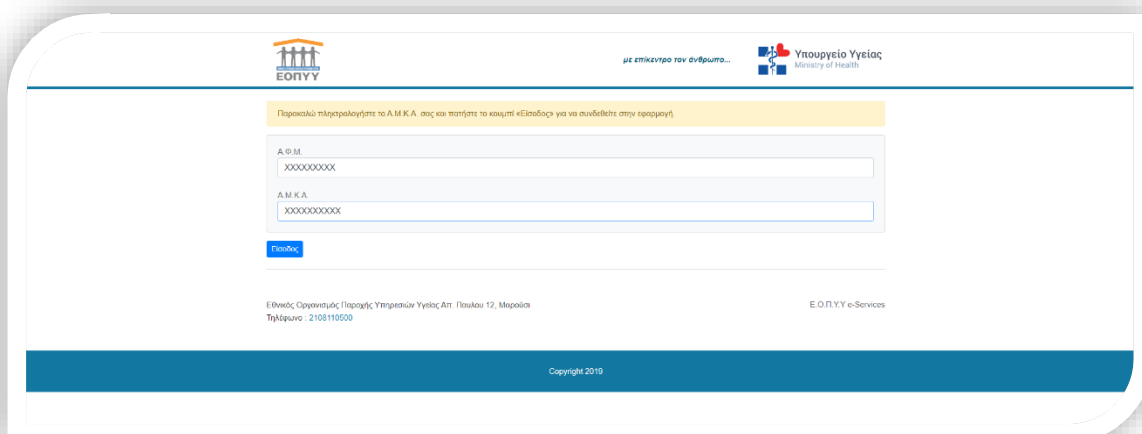 ΕΟΠΥΥ
με επίκεντρο τον άνθρωπο...
Υπουργείο Υγείας
Ministry of Health
Παρακαλώ πληκτρολογήστε το Α.Μ.Κ.Α. σας και πατήστε το κουμπί «Είσοδος» για να συνδεθείτε στην εφαρμογή.
Α.Φ.Μ.
XXXXXXXXX
Α.Μ.Κ.Α.
XXXXXXXXXX
Είσοδος
Εθνικός Οργανισμός Παροχής Υπηρεσιών Υγείας Απ. Παύλου 12, Μαρούσι
Τηλέφωνο : 2108110500
Ε.Ο.Π.Υ.Υ e-Services
Copyright 2019